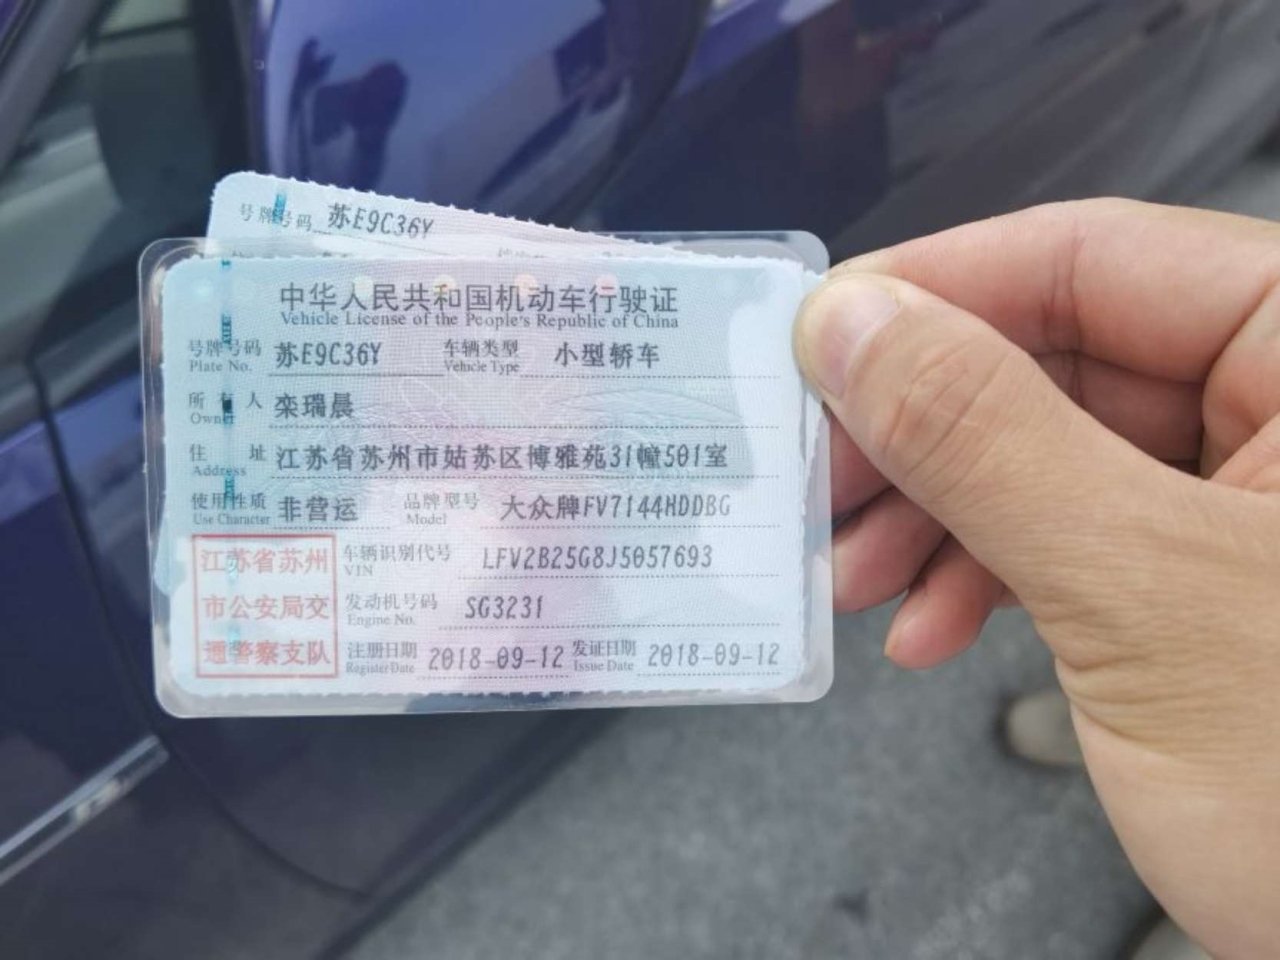 号牌号码 苏E9C36Y
中华人民共和国机动车行驶证
Vehicle License of the People's Republic of China
号牌号码 苏E9C36Y 车辆类型 小型轿车
Plate No. Vehicle Type
所有人 栾瑞晨
Owner
住址 江苏省苏州市姑苏区博雅苑31幢501室
Address
使用性质 非营运 品牌型号 大众牌FV7144HDDBG
Use Character Model
江苏省苏州 车辆识别代号 LFV2B25G8J5057693
VIN
市公安局交 发动机号码 SG3231
Engine No.
通警察支队 注册日期 2018-09-12 发证日期 2018-09-12
Register Date Issue Date